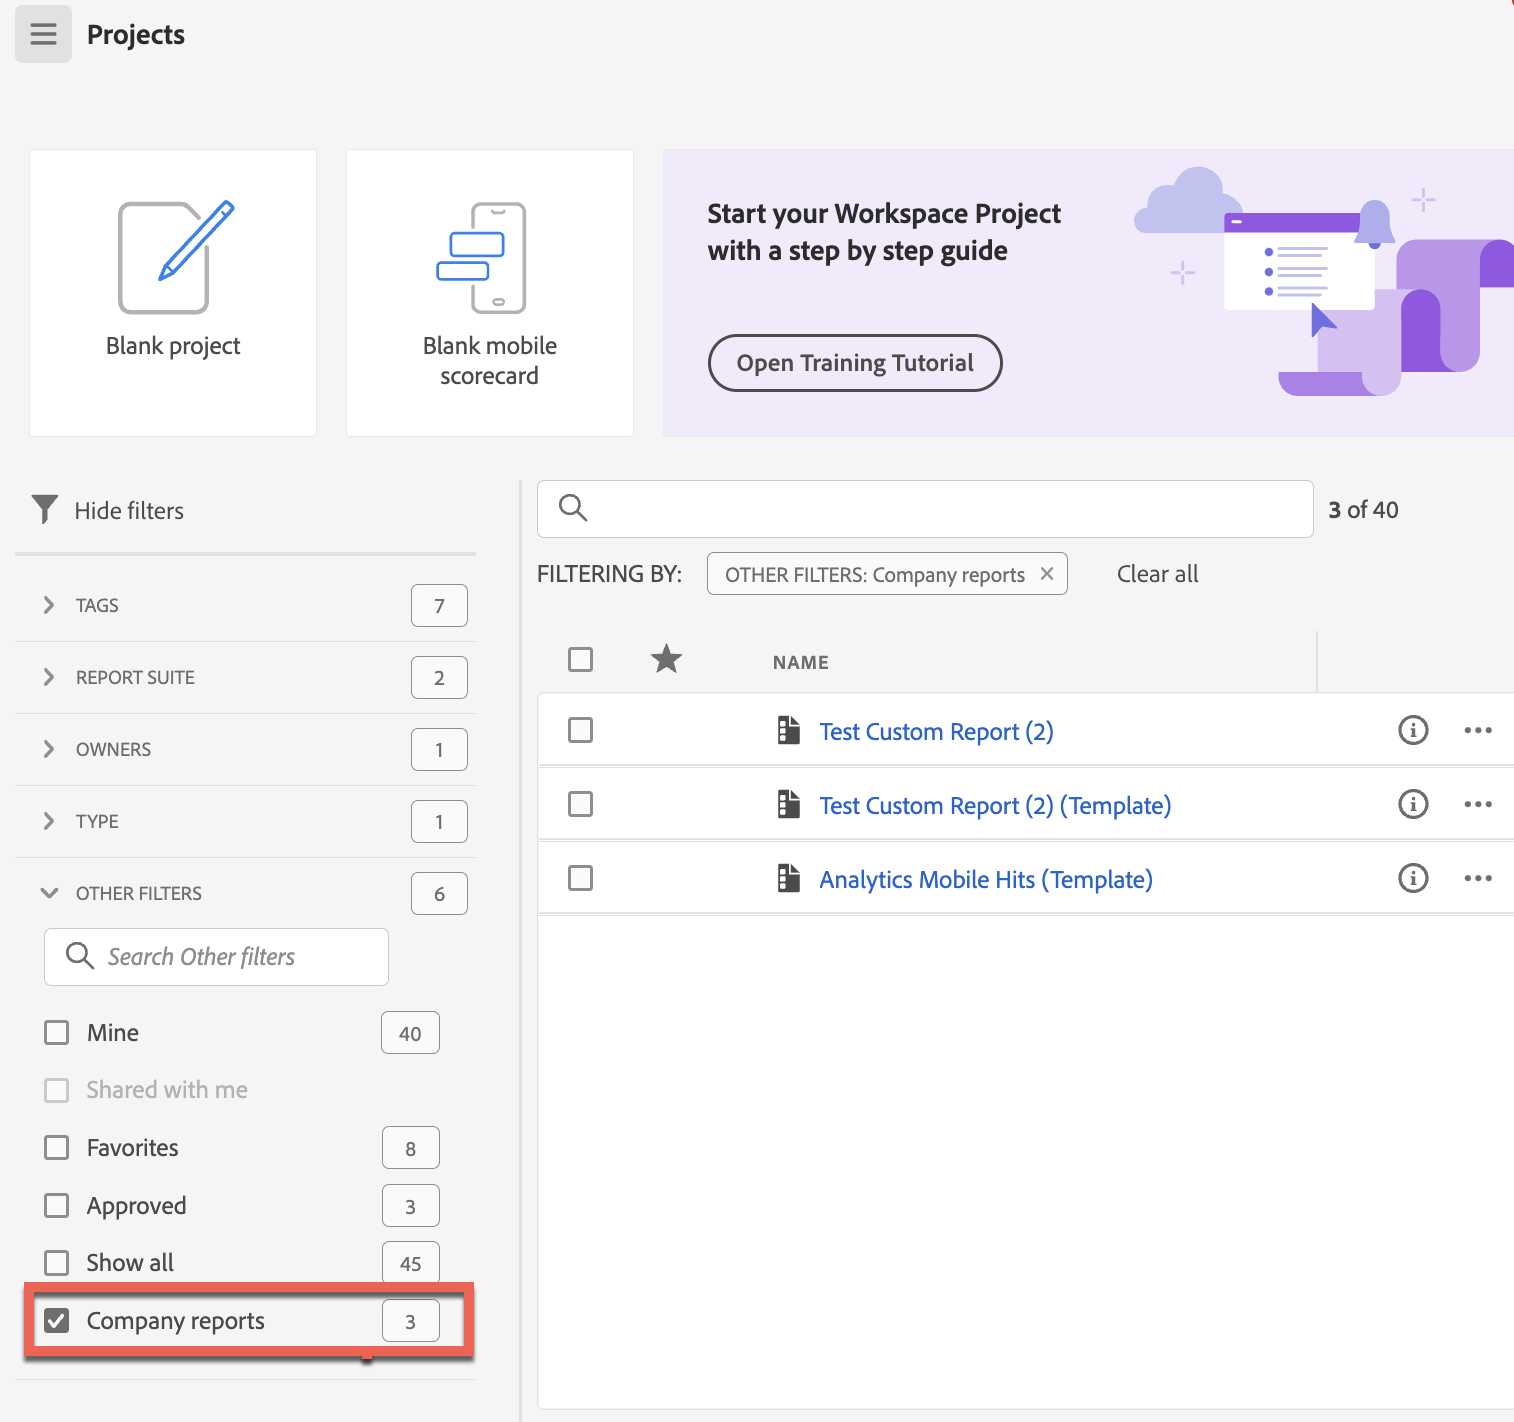 Projects
Blank project
Blank mobile
scorecard
Start your Workspace Project
with a step by step guide
Open Training Tutorial
Hide filters
TAGS 7
REPORT SUITE 2
OWNERS 1
TYPE 1
OTHER FILTERS 6
Search Other filters
Mine 40
Shared with me
Favorites 8
Approved 3
Show all 45
Company reports 3
3 of 40
FILTERING BY: OTHER FILTERS: Company reports Clear all
NAME
Test Custom Report (2)
Test Custom Report (2) (Template)
Analytics Mobile Hits (Template)